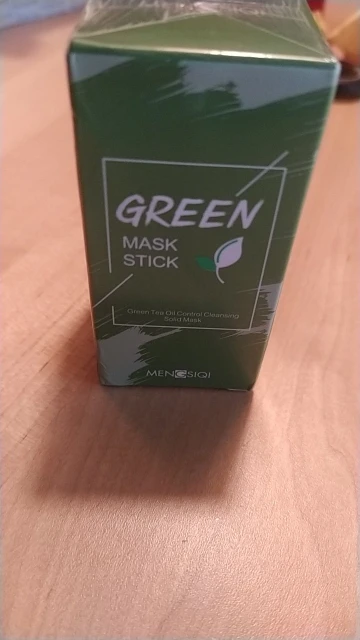 GREEN
MASK
STICK
Green Tea Oil Control Cleansing
Solid Mask
MENGSIQI